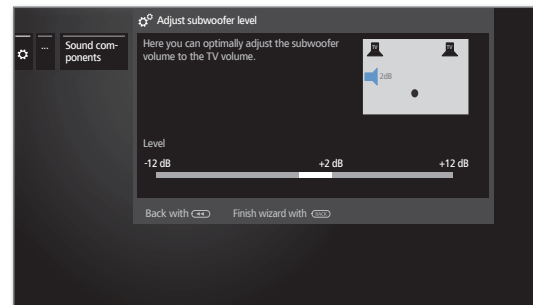 Adjust subwoofer level
...
Sound com-
ponents
Here you can optimally adjust the subwoofer
volume to the TV volume.
TV
TV
2dB
Level
-12 dB +2 dB +12 dB
Back with Finish wizard with BACK